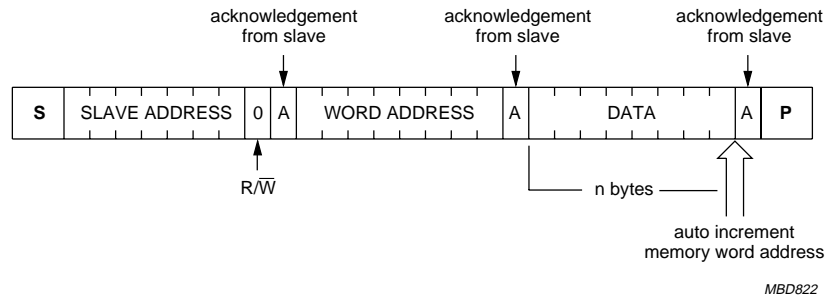 acknowledgement
from slave
acknowledgement
from slave
acknowledgement
from slave
S SLAVE ADDRESS 0 A WORD ADDRESS A DATA A P
R/W̅
n bytes
auto increment
memory word address
MBD822